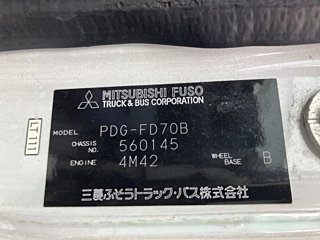 MITSUBISHI FUSO
TRUCK & BUS CORPORATION
MODEL PDG-FD70B
CHASSIS NO. 560145
ENGINE 4M42 WHEEL BASE B
三菱ふそうトラック・バス株式会社